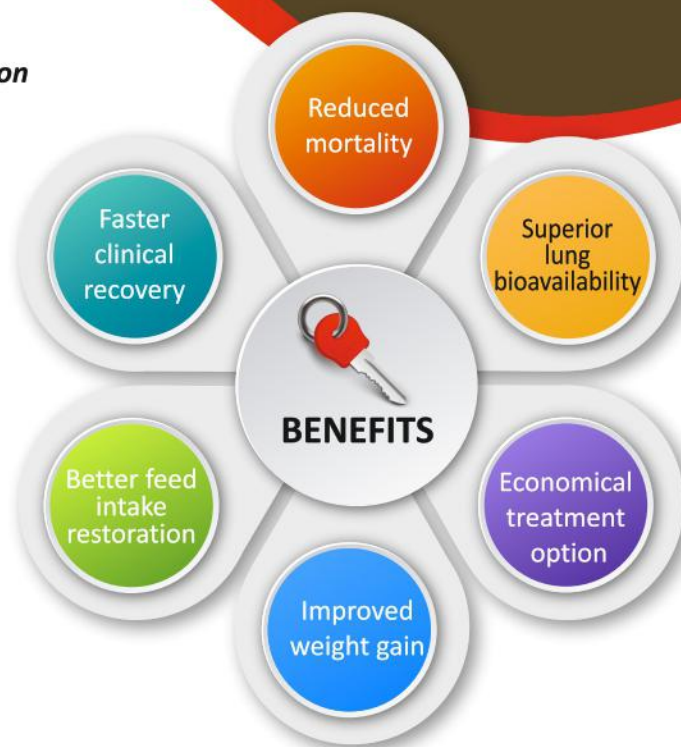 on
Reduced
mortality
Faster
clinical
recovery
Superior
lung
bioavailability
BENEFITS
Better feed
intake
restoration
Economical
treatment
option
Improved
weight gain